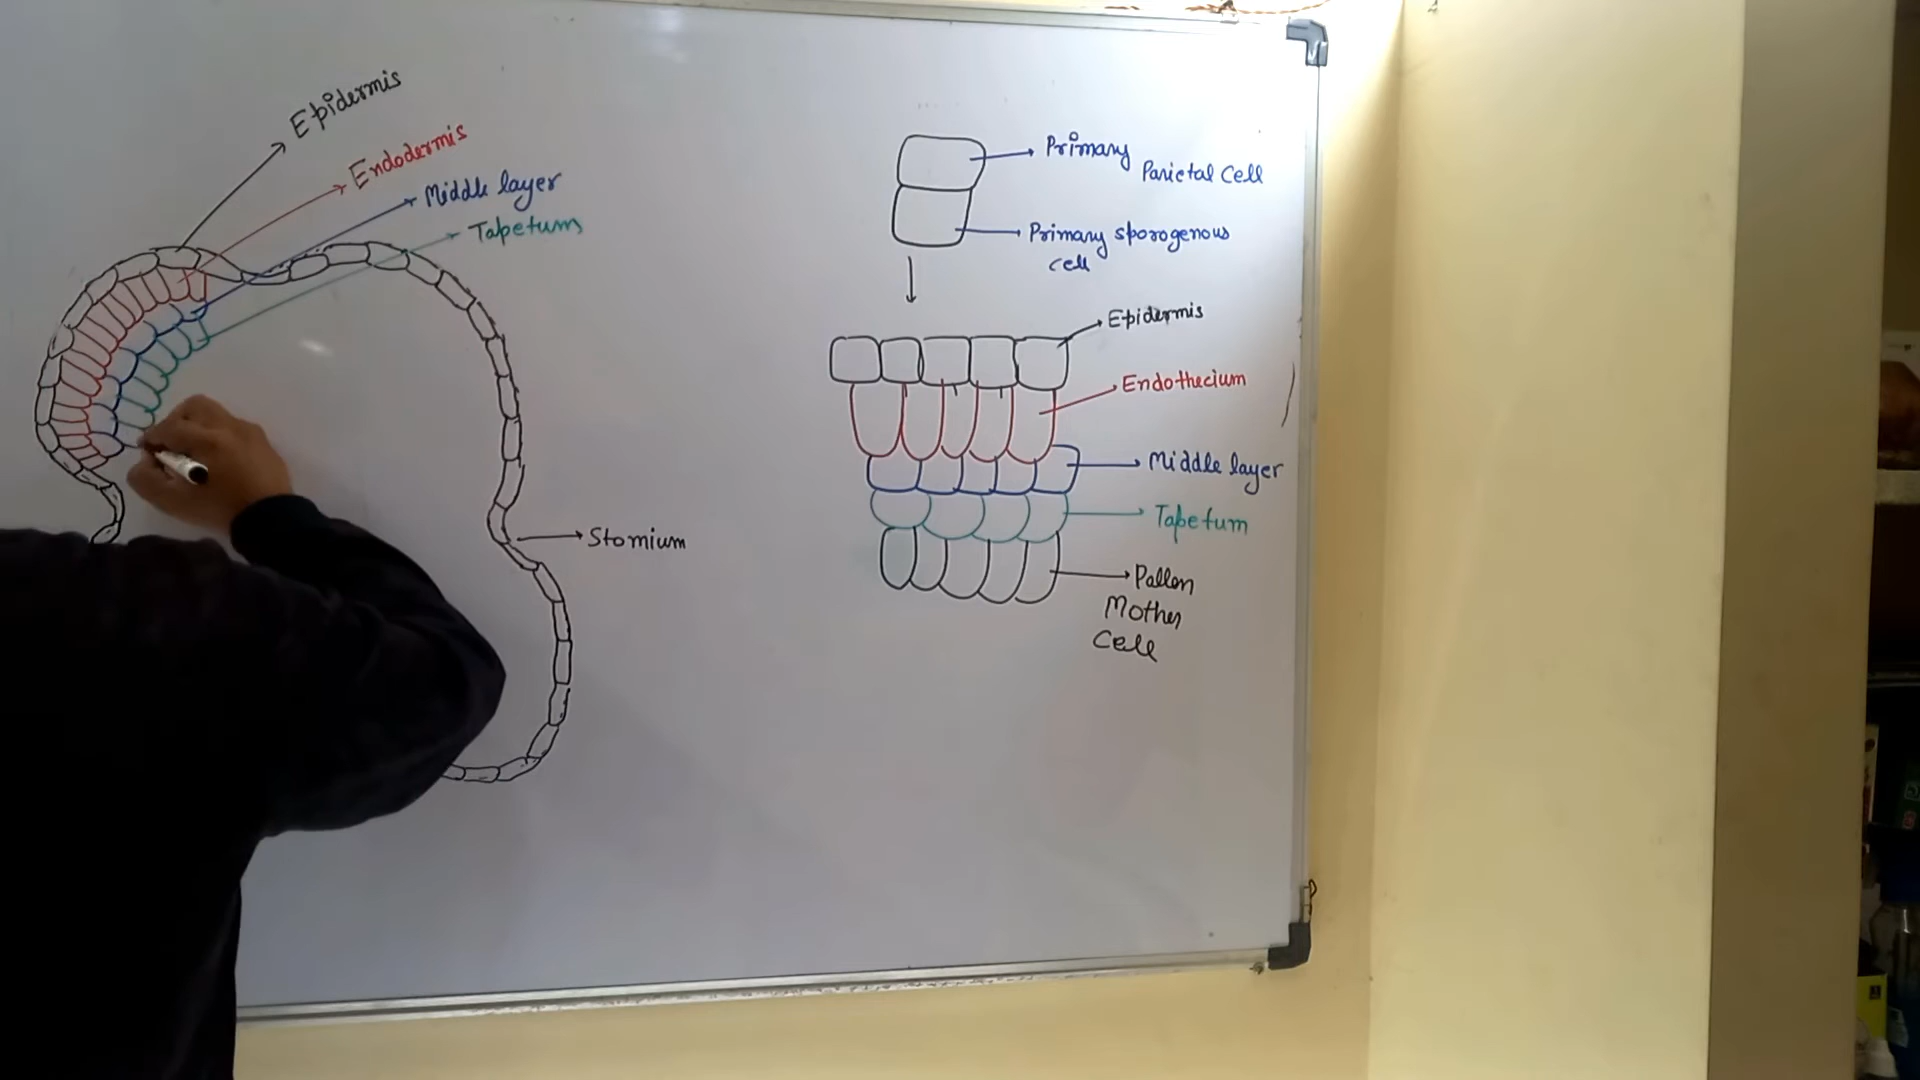 Epidermis
Endodermis
Middle layer
Tapetum
Stomium
Primary
Parietal Cell
Primary sporogenous
cell
Epidermis
Endothecium
Middle layer
Tapetum
Pallen
Mother
Cell